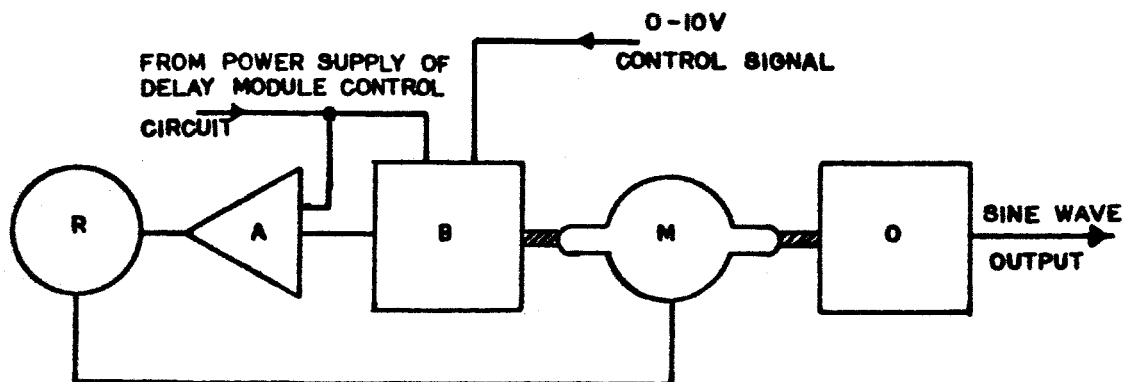 0-10V
CONTROL SIGNAL
FROM POWER SUPPLY OF
DELAY MODULE CONTROL
CIRCUIT
R
A
B
M
O
SINE WAVE
OUTPUT